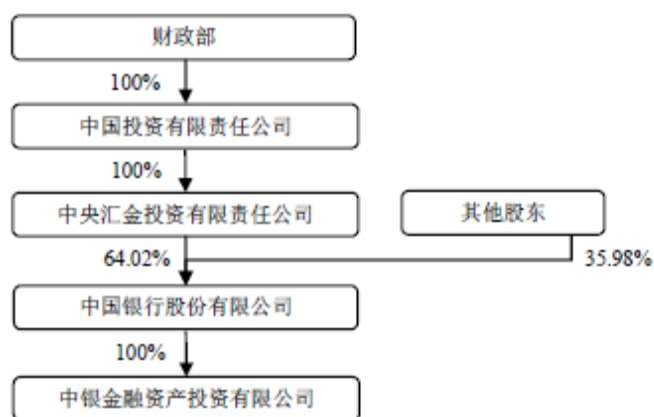 财政部
100%
中国投资有限责任公司
100%
中央汇金投资有限责任公司
其他股东
64.02%
35.98%
中国银行股份有限公司
100%
中银金融资产投资有限公司